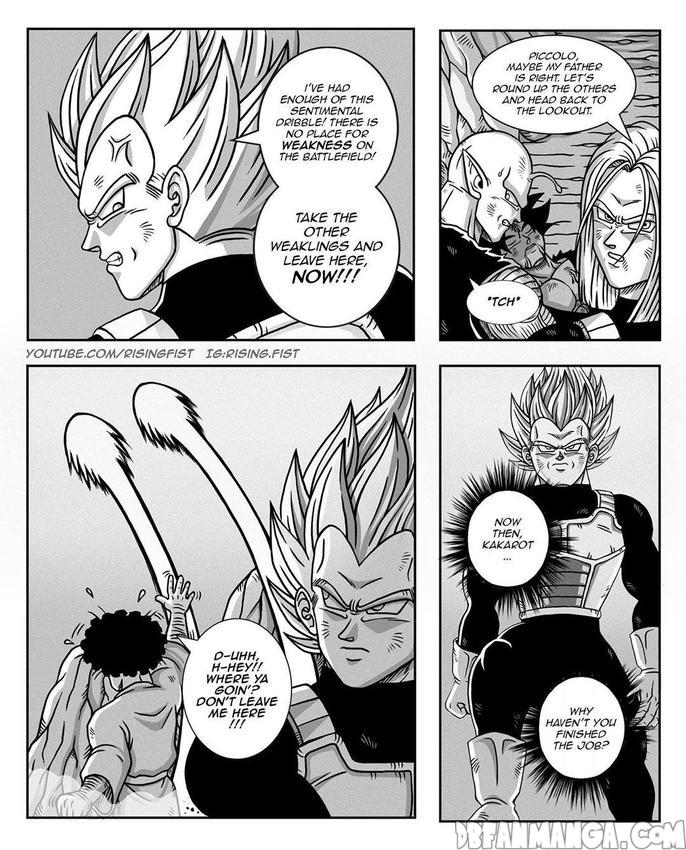 I'VE HAD
ENOUGH OF THIS
SENTIMENTAL
DRIBBLE! THERE IS
NO PLACE FOR
WEAKNESS ON
THE BATTLEFIELD!
TAKE THE
OTHER
WEAKLINGS AND
LEAVE HERE,
NOW!!!
PICCOLO,
MAYBE MY FATHER
IS RIGHT. LET'S
ROUND UP THE OTHERS
AND HEAD BACK TO
THE LOOKOUT.
*TCH*
YOUTUBE.COM/RISINGFIST IG:RISING.FIST
D-UHH,
H-HEY!!
WHERE YA
GOIN'?
DON'T LEAVE
ME HERE
!!!
NOW
THEN,
KAKAROT
...
WHY
HAVEN'T YOU
FINISHED
THE JOB?
DBFANMANGA.COM